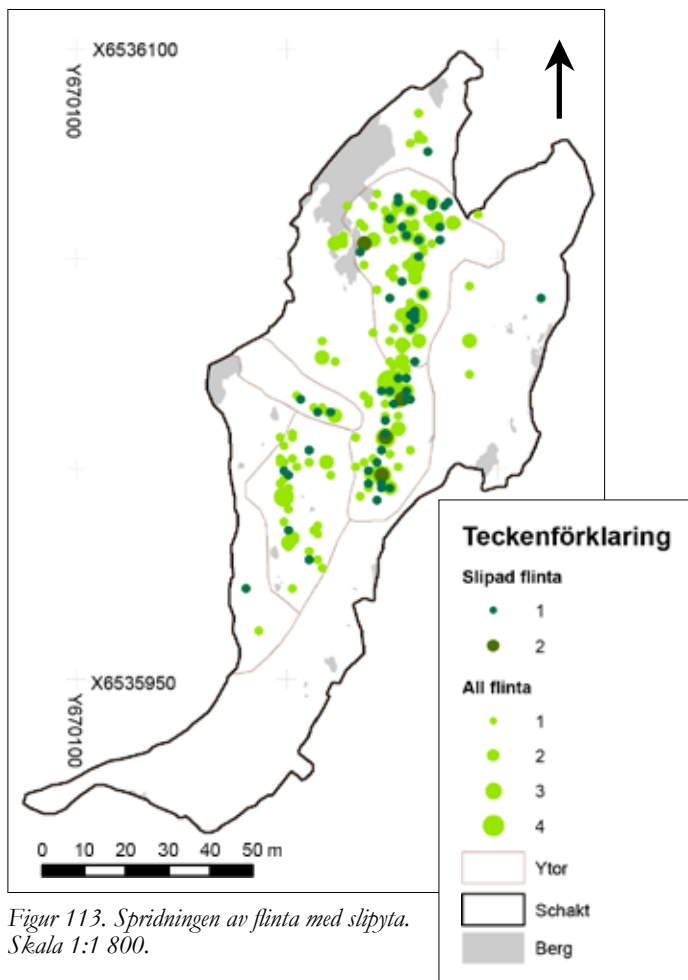 X6536100
Y670100
X6535950
Y670100
0 10 20 30 40 50 m
Teckenförklaring
Slipad flinta
1
2
All flinta
1
2
3
4
Ytor
Schakt
Berg
Figur 113. Spridningen av flinta med slipyta.
Skala 1:1 800.